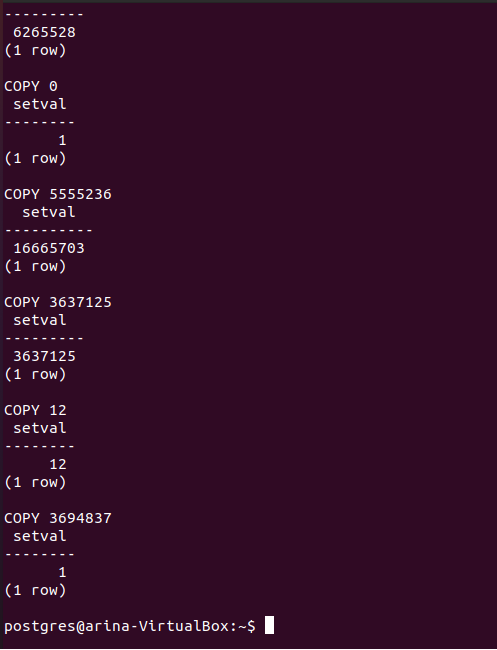 ---------
 6265528
(1 row)

COPY 0
 setval
--------
      1
(1 row)

COPY 5555236
  setval
----------
 16665703
(1 row)

COPY 3637125
 setval
---------
 3637125
(1 row)

COPY 12
 setval
--------
     12
(1 row)

COPY 3694837
 setval
--------
      1
(1 row)

postgres@arina-VirtualBox:~$